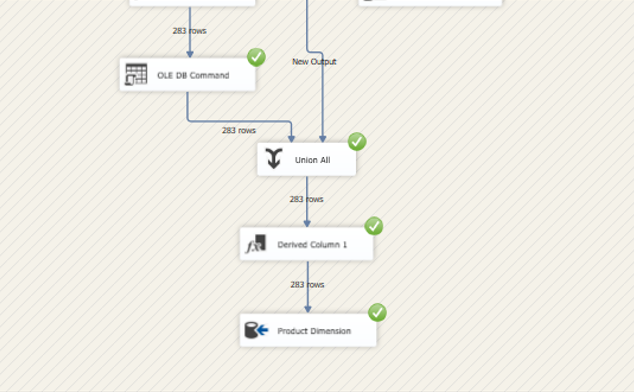 283 rows
OLE DB Command
New Output
283 rows
Union All
283 rows
Derived Column 1
283 rows
Product Dimension